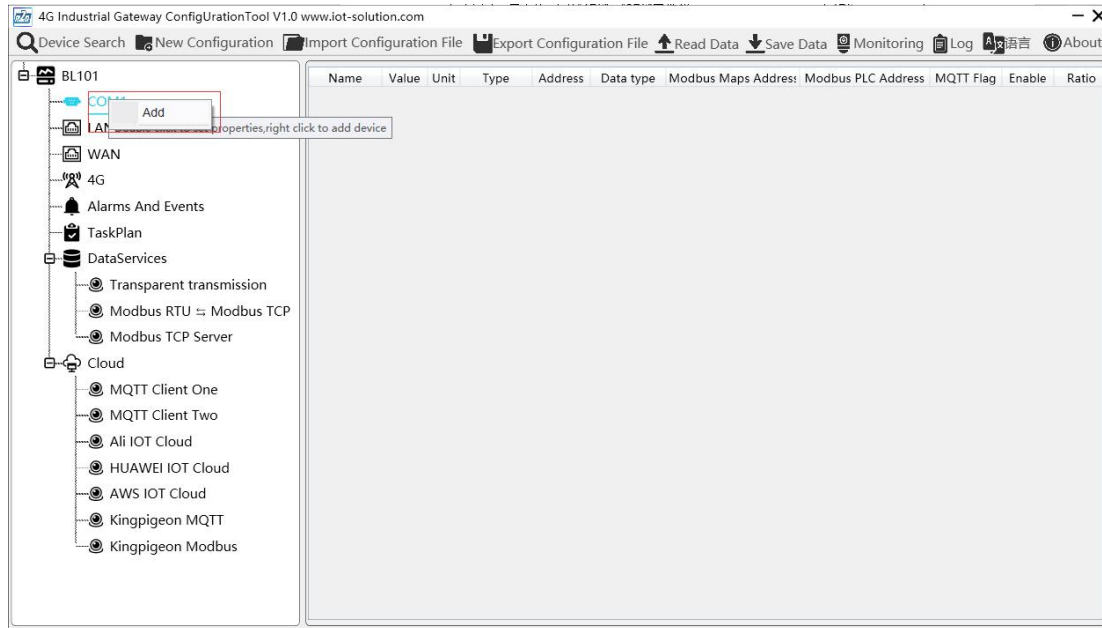 4G Industrial Gateway ConfigUrationTool V1.0 www.iot-solution.com
Device Search New Configuration Import Configuration File Export Configuration File Read Data Save Data Monitoring Log 语言 About
BL101
Name Value Unit Type Address Data type Modbus Maps Address Modbus PLC Address MQTT Flag Enable Ratio
COM1
Add
LAN
properties,right click to add device
WAN
4G
Alarms And Events
TaskPlan
DataServices
Transparent transmission
Modbus RTU ⇆ Modbus TCP
Modbus TCP Server
Cloud
MQTT Client One
MQTT Client Two
Ali IOT Cloud
HUAWEI IOT Cloud
AWS IOT Cloud
Kingpigeon MQTT
Kingpigeon Modbus